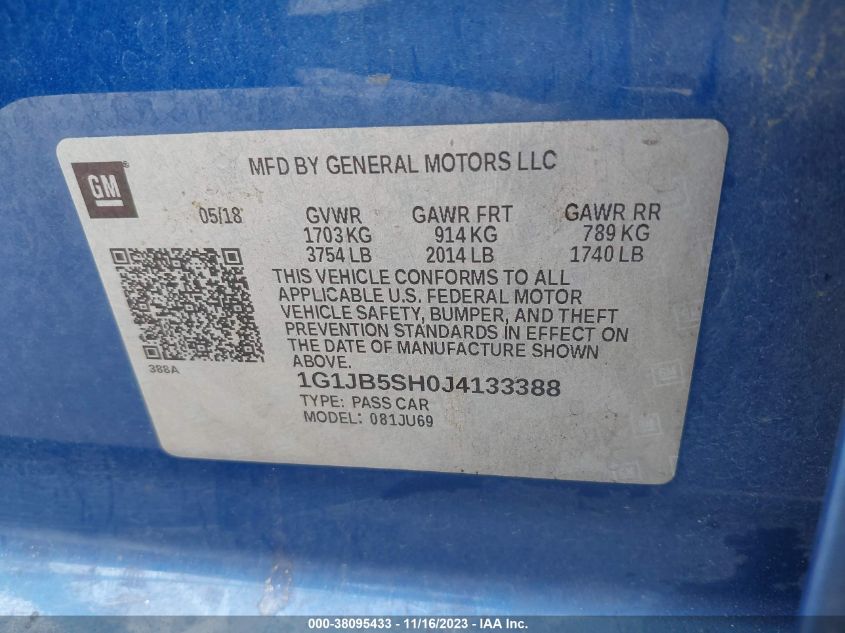 MFD BY GENERAL MOTORS LLC
GM
05/18 GVWR GAWR FRT GAWR RR
1703 KG 914 KG 789 KG
3754 LB 2014 LB 1740 LB
THIS VEHICLE CONFORMS TO ALL
APPLICABLE U.S. FEDERAL MOTOR
VEHICLE SAFETY, BUMPER, AND THEFT
PREVENTION STANDARDS IN EFFECT ON
THE DATE OF MANUFACTURE SHOWN
ABOVE.
388A
1G1JB5SH0J4133388
TYPE: PASS CAR
MODEL: 081JU69
000-38095433 - 11/16/2023 - IAA Inc.